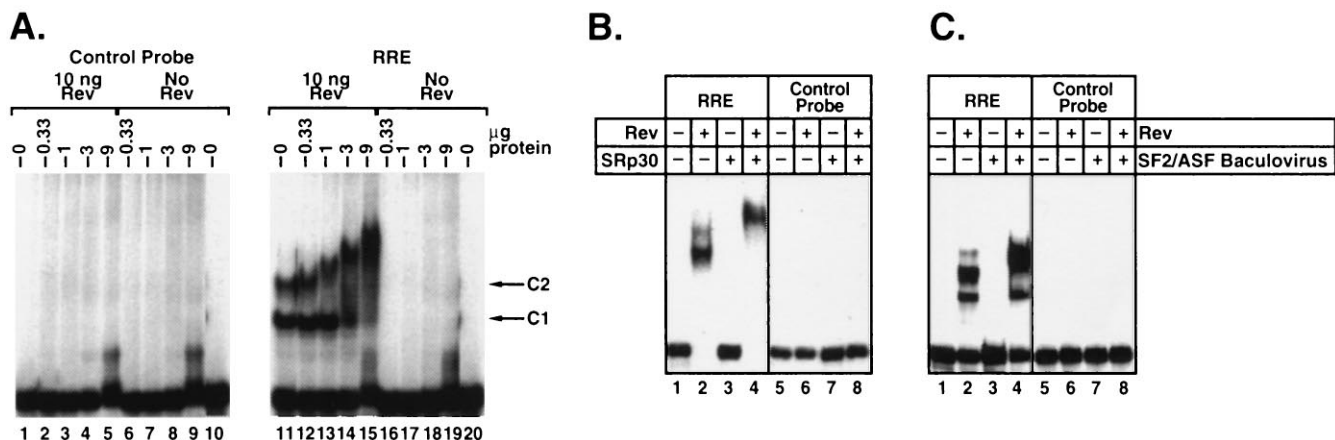 A.
Control Probe
10 ng Rev
No Rev
-0
-0.33
-1
-3
-9
-0.33
-1
-3
-9
-0
1 2 3 4 5 6 7 8 9 10
RRE
10 ng Rev
No Rev
-0
-0.33
-1
-3
-9
-0.33
-1
-3
-9
-0
µg protein
C2
C1
11 12 13 14 15 16 17 18 19 20
B.
RRE
Control Probe
Rev - + - + - + - +
SRp30 - - + + - - + +
1 2 3 4 5 6 7 8
C.
RRE
Control Probe
- + - + - + - + Rev
- - + + - - + + SF2/ASF Baculovirus
1 2 3 4 5 6 7 8